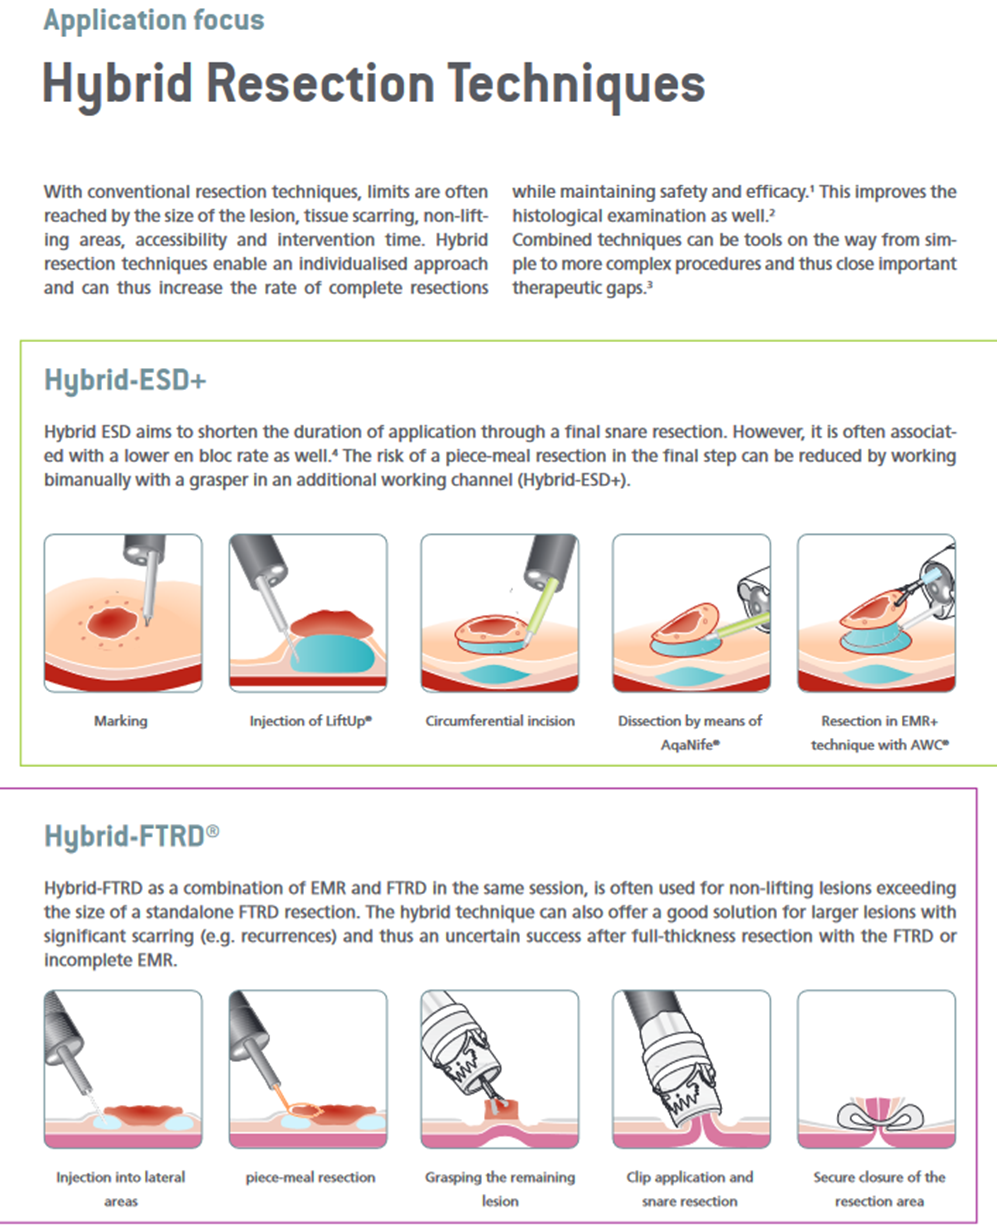 Application focus
Hybrid Resection Techniques
With conventional resection techniques, limits are often
reached by the size of the lesion, tissue scarring, non-lift-
ing areas, accessibility and intervention time. Hybrid
resection techniques enable an individualised approach
and can thus increase the rate of complete resections
while maintaining safety and efficacy.¹ This improves the
histological examination as well.²
Combined techniques can be tools on the way from sim-
ple to more complex procedures and thus close important
therapeutic gaps.³
Hybrid-ESD+
Hybrid ESD aims to shorten the duration of application through a final snare resection. However, it is often associat-
ed with a lower en bloc rate as well.⁴ The risk of a piece-meal resection in the final step can be reduced by working
bimanually with a grasper in an additional working channel (Hybrid-ESD+).
Marking
Injection of LiftUp®
Circumferential incision
Dissection by means of
AqaNife®
Resection in EMR+
technique with AWC®
Hybrid-FTRD®
Hybrid-FTRD as a combination of EMR and FTRD in the same session, is often used for non-lifting lesions exceeding
the size of a standalone FTRD resection. The hybrid technique can also offer a good solution for larger lesions with
significant scarring (e.g. recurrences) and thus an uncertain success after full-thickness resection with the FTRD or
incomplete EMR.
Injection into lateral
areas
piece-meal resection
Grasping the remaining
lesion
Clip application and
snare resection
Secure closure of the
resection area